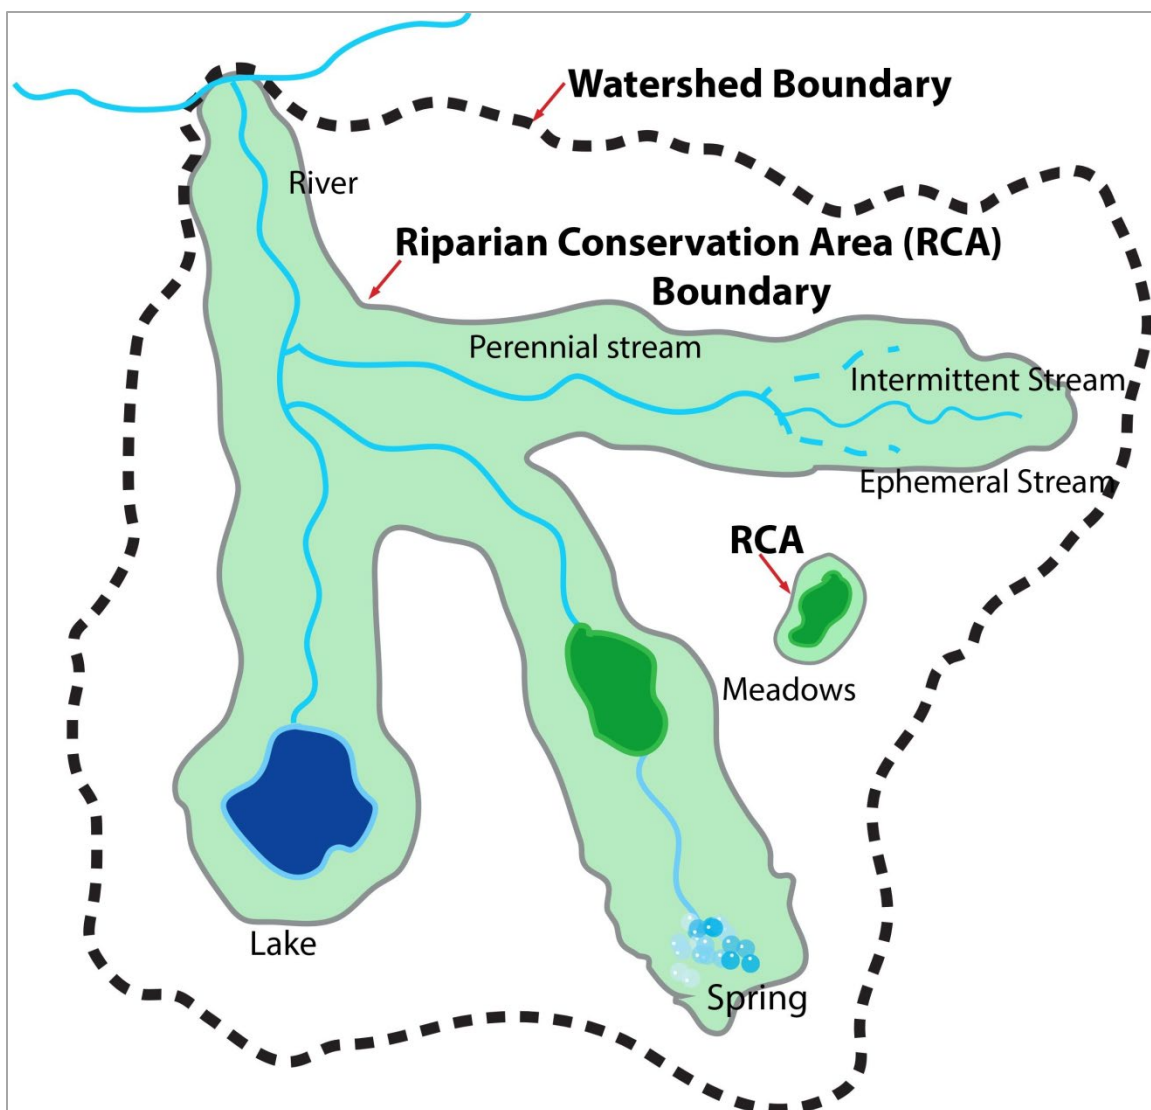 Watershed Boundary
River
Riparian Conservation Area (RCA)
Boundary
Perennial stream
Intermittent Stream
Ephemeral Stream
RCA
Meadows
Lake
Spring